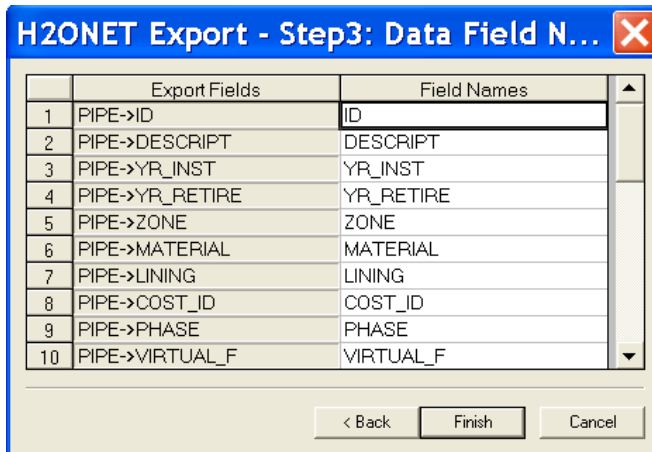 H2ONET Export - Step3: Data Field N...
Export Fields Field Names
1 PIPE->ID ID
2 PIPE->DESCRIPT DESCRIPT
3 PIPE->YR_INST YR_INST
4 PIPE->YR_RETIRE YR_RETIRE
5 PIPE->ZONE ZONE
6 PIPE->MATERIAL MATERIAL
7 PIPE->LINING LINING
8 PIPE->COST_ID COST_ID
9 PIPE->PHASE PHASE
10 PIPE->VIRTUAL_F VIRTUAL_F
< Back Finish Cancel